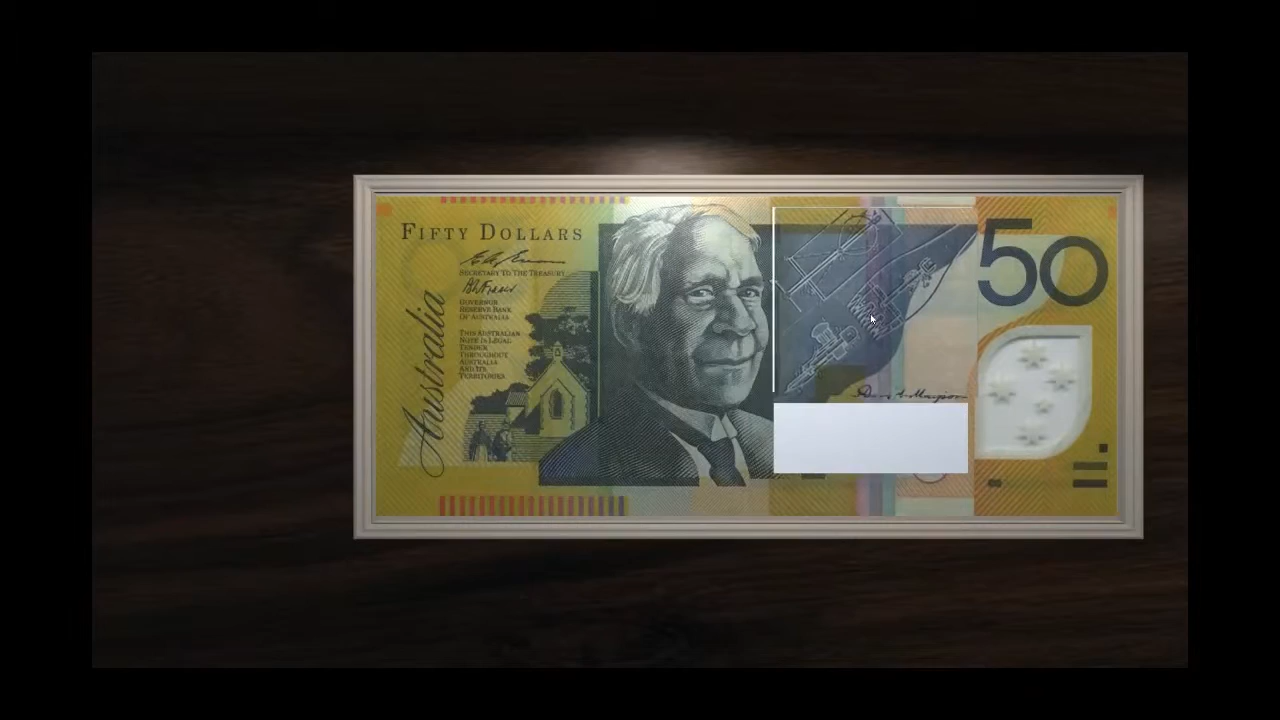 FIFTY DOLLARS
SECRETARY TO THE TREASURY
GOVERNOR
RESERVE BANK
OF AUSTRALIA
THIS AUSTRALIAN
NOTE IS LEGAL
TENDER
THROUGHOUT
AUSTRALIA
AND ITS
TERRITORIES
Australia
50